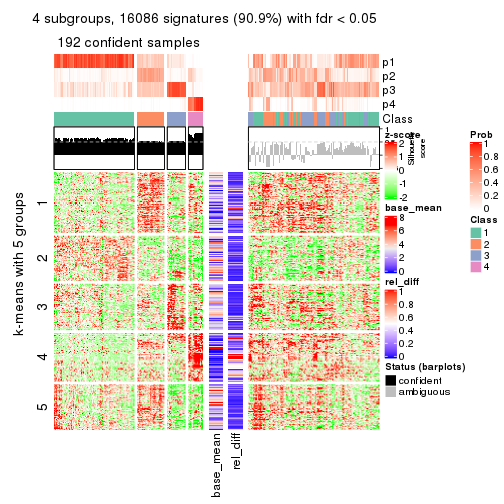 4 subgroups, 16086 signatures (90.9%) with fdr < 0.05
192 confident samples
p1
p2
p3
p4
Class
1
Silhouette
score
k-means with 5 groups
1
2
3
4
5
base_mean
rel_diff
z-score
2
1
0
-1
-2
base_mean
8
6
4
2
0
rel_diff
1
0.8
0.6
0.4
0.2
0
Status (barplots)
confident
ambiguous
Prob
1
0.8
0.6
0.4
0.2
0
Class
1
2
3
4